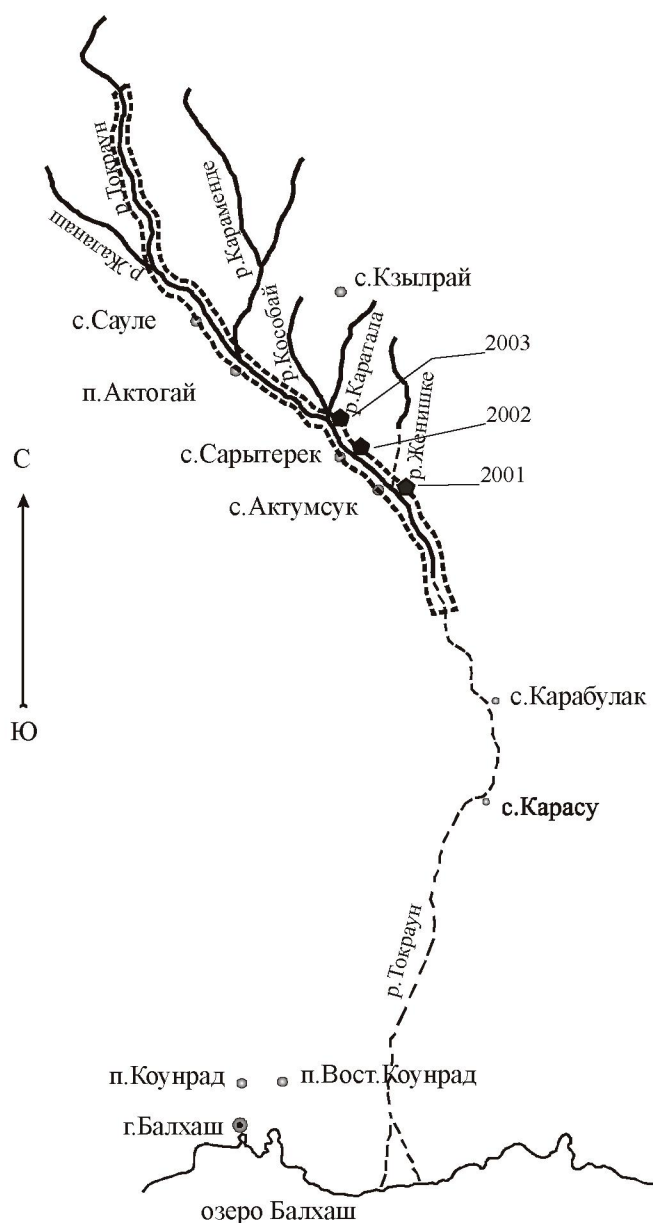 р.Токраун
р.Караменде
р.Жаланаш
с.Кзылрай
с.Сауле
р.Кособай
р.Каратала
2003
п.Актогай
р.Женишке
2002
С
с.Сарытерек
2001
с.Актумсук
с.Карабулак
Ю
с.Карасу
р.Токраун
п.Коунрад
п.Вост.Коунрад
г.Балхаш
озеро Балхаш